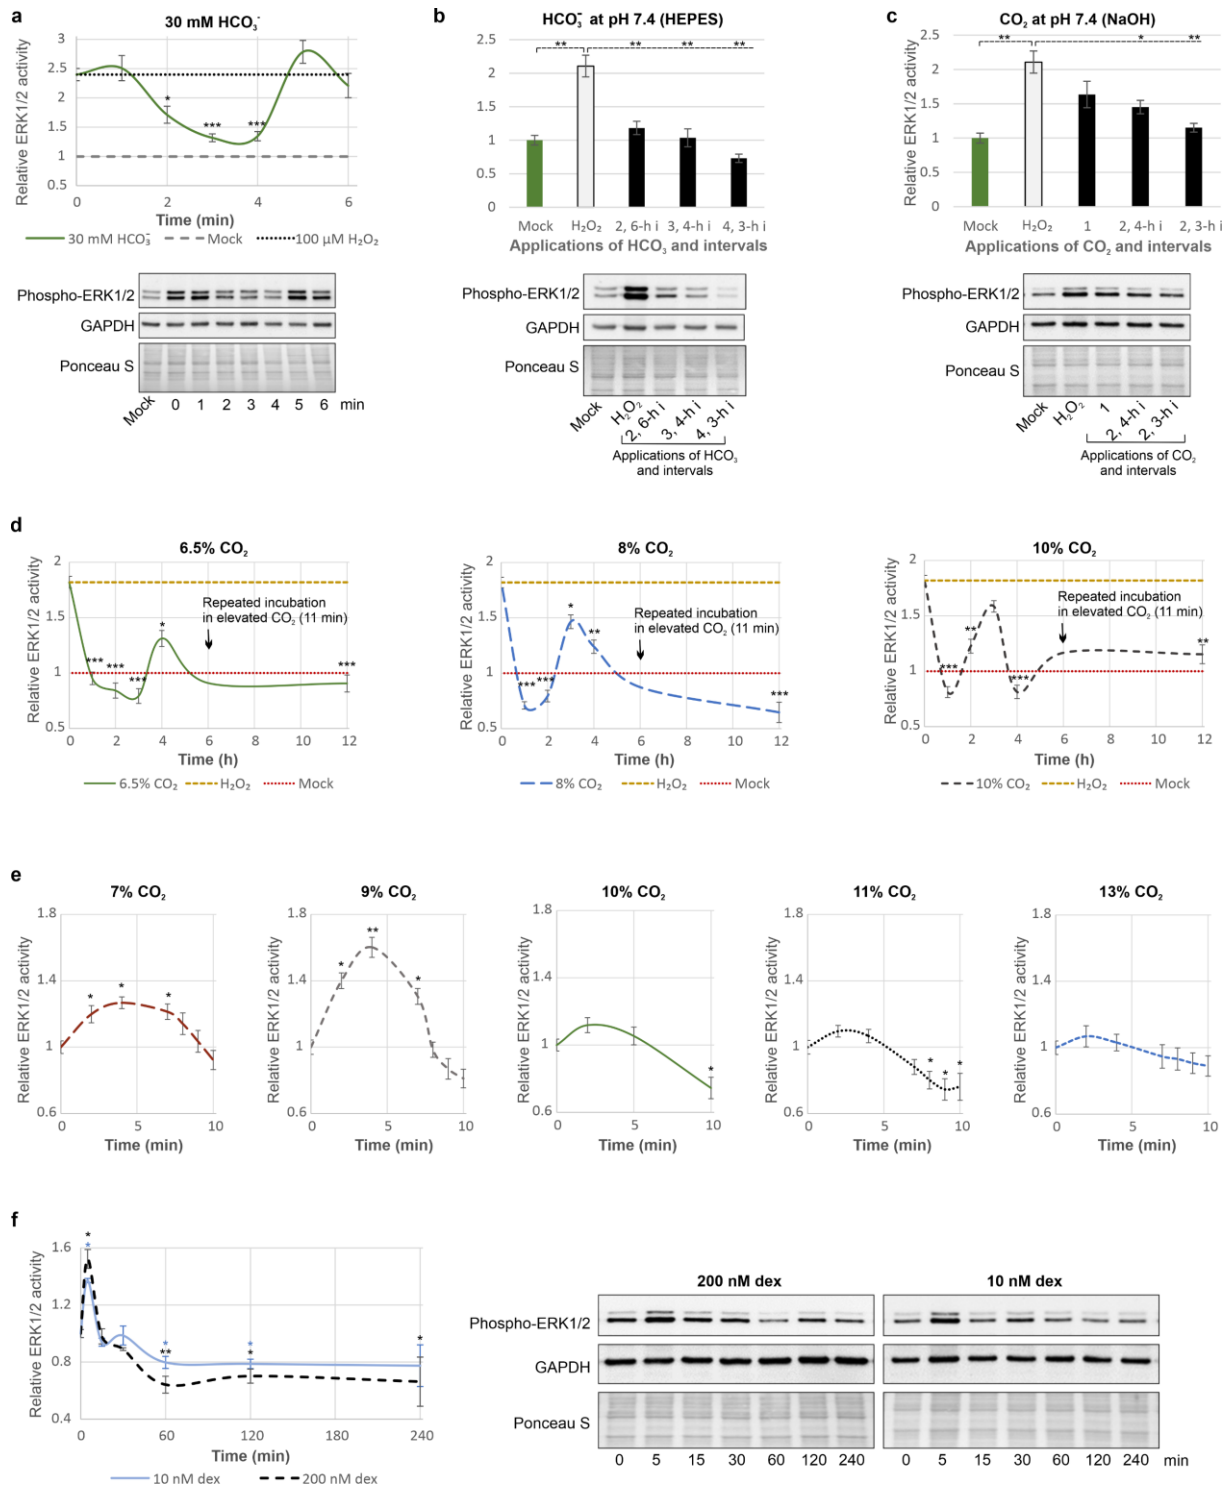 a
30 mM HCO₃⁻
Relative ERK1/2 activity
3
2.5
2
1.5
1
0.5
*
***
***
0
2
4
6
Time (min)
30 mM HCO₃⁻
Mock
100 µM H₂O₂
Phospho-ERK1/2
GAPDH
Ponceau S
Mock 0 1 2 3 4 5 6 min
b
HCO₃⁻ at pH 7.4 (HEPES)
Relative ERK1/2 activity
2.5
2
1.5
1
0.5
0
** ** ** **
Mock H₂O₂ 2, 6-h i 3, 4-h i 4, 3-h i
Applications of HCO₃ and intervals
Phospho-ERK1/2
GAPDH
Ponceau S
Mock H₂O₂ 2, 6-h i 3, 4-h i 4, 3-h i
Applications of HCO₃
and intervals
c
CO₂ at pH 7.4 (NaOH)
Relative ERK1/2 activity
2.5
2
1.5
1
0.5
0
** * **
Mock H₂O₂ 1 2, 4-h i 2, 3-h i
Applications of CO₂ and intervals
Phospho-ERK1/2
GAPDH
Ponceau S
Mock H₂O₂ 1 2, 4-h i 2, 3-h i
Applications of CO₂
and intervals
d
6.5% CO₂
Relative ERK1/2 activity
2
1.5
1
0.5
Repeated incubation
in elevated CO₂ (11 min)
*** *** *** * ***
0 2 4 6 8 10 12
Time (h)
6.5% CO₂ H₂O₂ Mock
8% CO₂
Relative ERK1/2 activity
2
1.5
1
0.5
Repeated incubation
in elevated CO₂ (11 min)
*** *** * ** ***
0 2 4 6 8 10 12
Time (h)
8% CO₂ H₂O₂ Mock
10% CO₂
Relative ERK1/2 activity
2
1.5
1
0.5
Repeated incubation
in elevated CO₂ (11 min)
*** ** *** **
0 2 4 6 8 10 12
Time (h)
10% CO₂ H₂O₂ Mock
e
7% CO₂
Relative ERK1/2 activity
1.8
1.4
1
0.6
* * *
0 5 10
Time (min)
9% CO₂
Relative ERK1/2 activity
1.8
1.4
1
0.6
* ** *
0 5 10
Time (min)
10% CO₂
Relative ERK1/2 activity
1.8
1.4
1
0.6
*
0 5 10
Time (min)
11% CO₂
Relative ERK1/2 activity
1.8
1.4
1
0.6
* * *
0 5 10
Time (min)
13% CO₂
Relative ERK1/2 activity
1.8
1.4
1
0.6
0 5 10
Time (min)
f
Relative ERK1/2 activity
1.6
1.2
0.8
0.4
*
*
*
**
*
*
*
0 60 120 180 240
Time (min)
10 nM dex 200 nM dex
200 nM dex 10 nM dex
Phospho-ERK1/2
GAPDH
Ponceau S
0 5 15 30 60 120 240 0 5 15 30 60 120 240 min